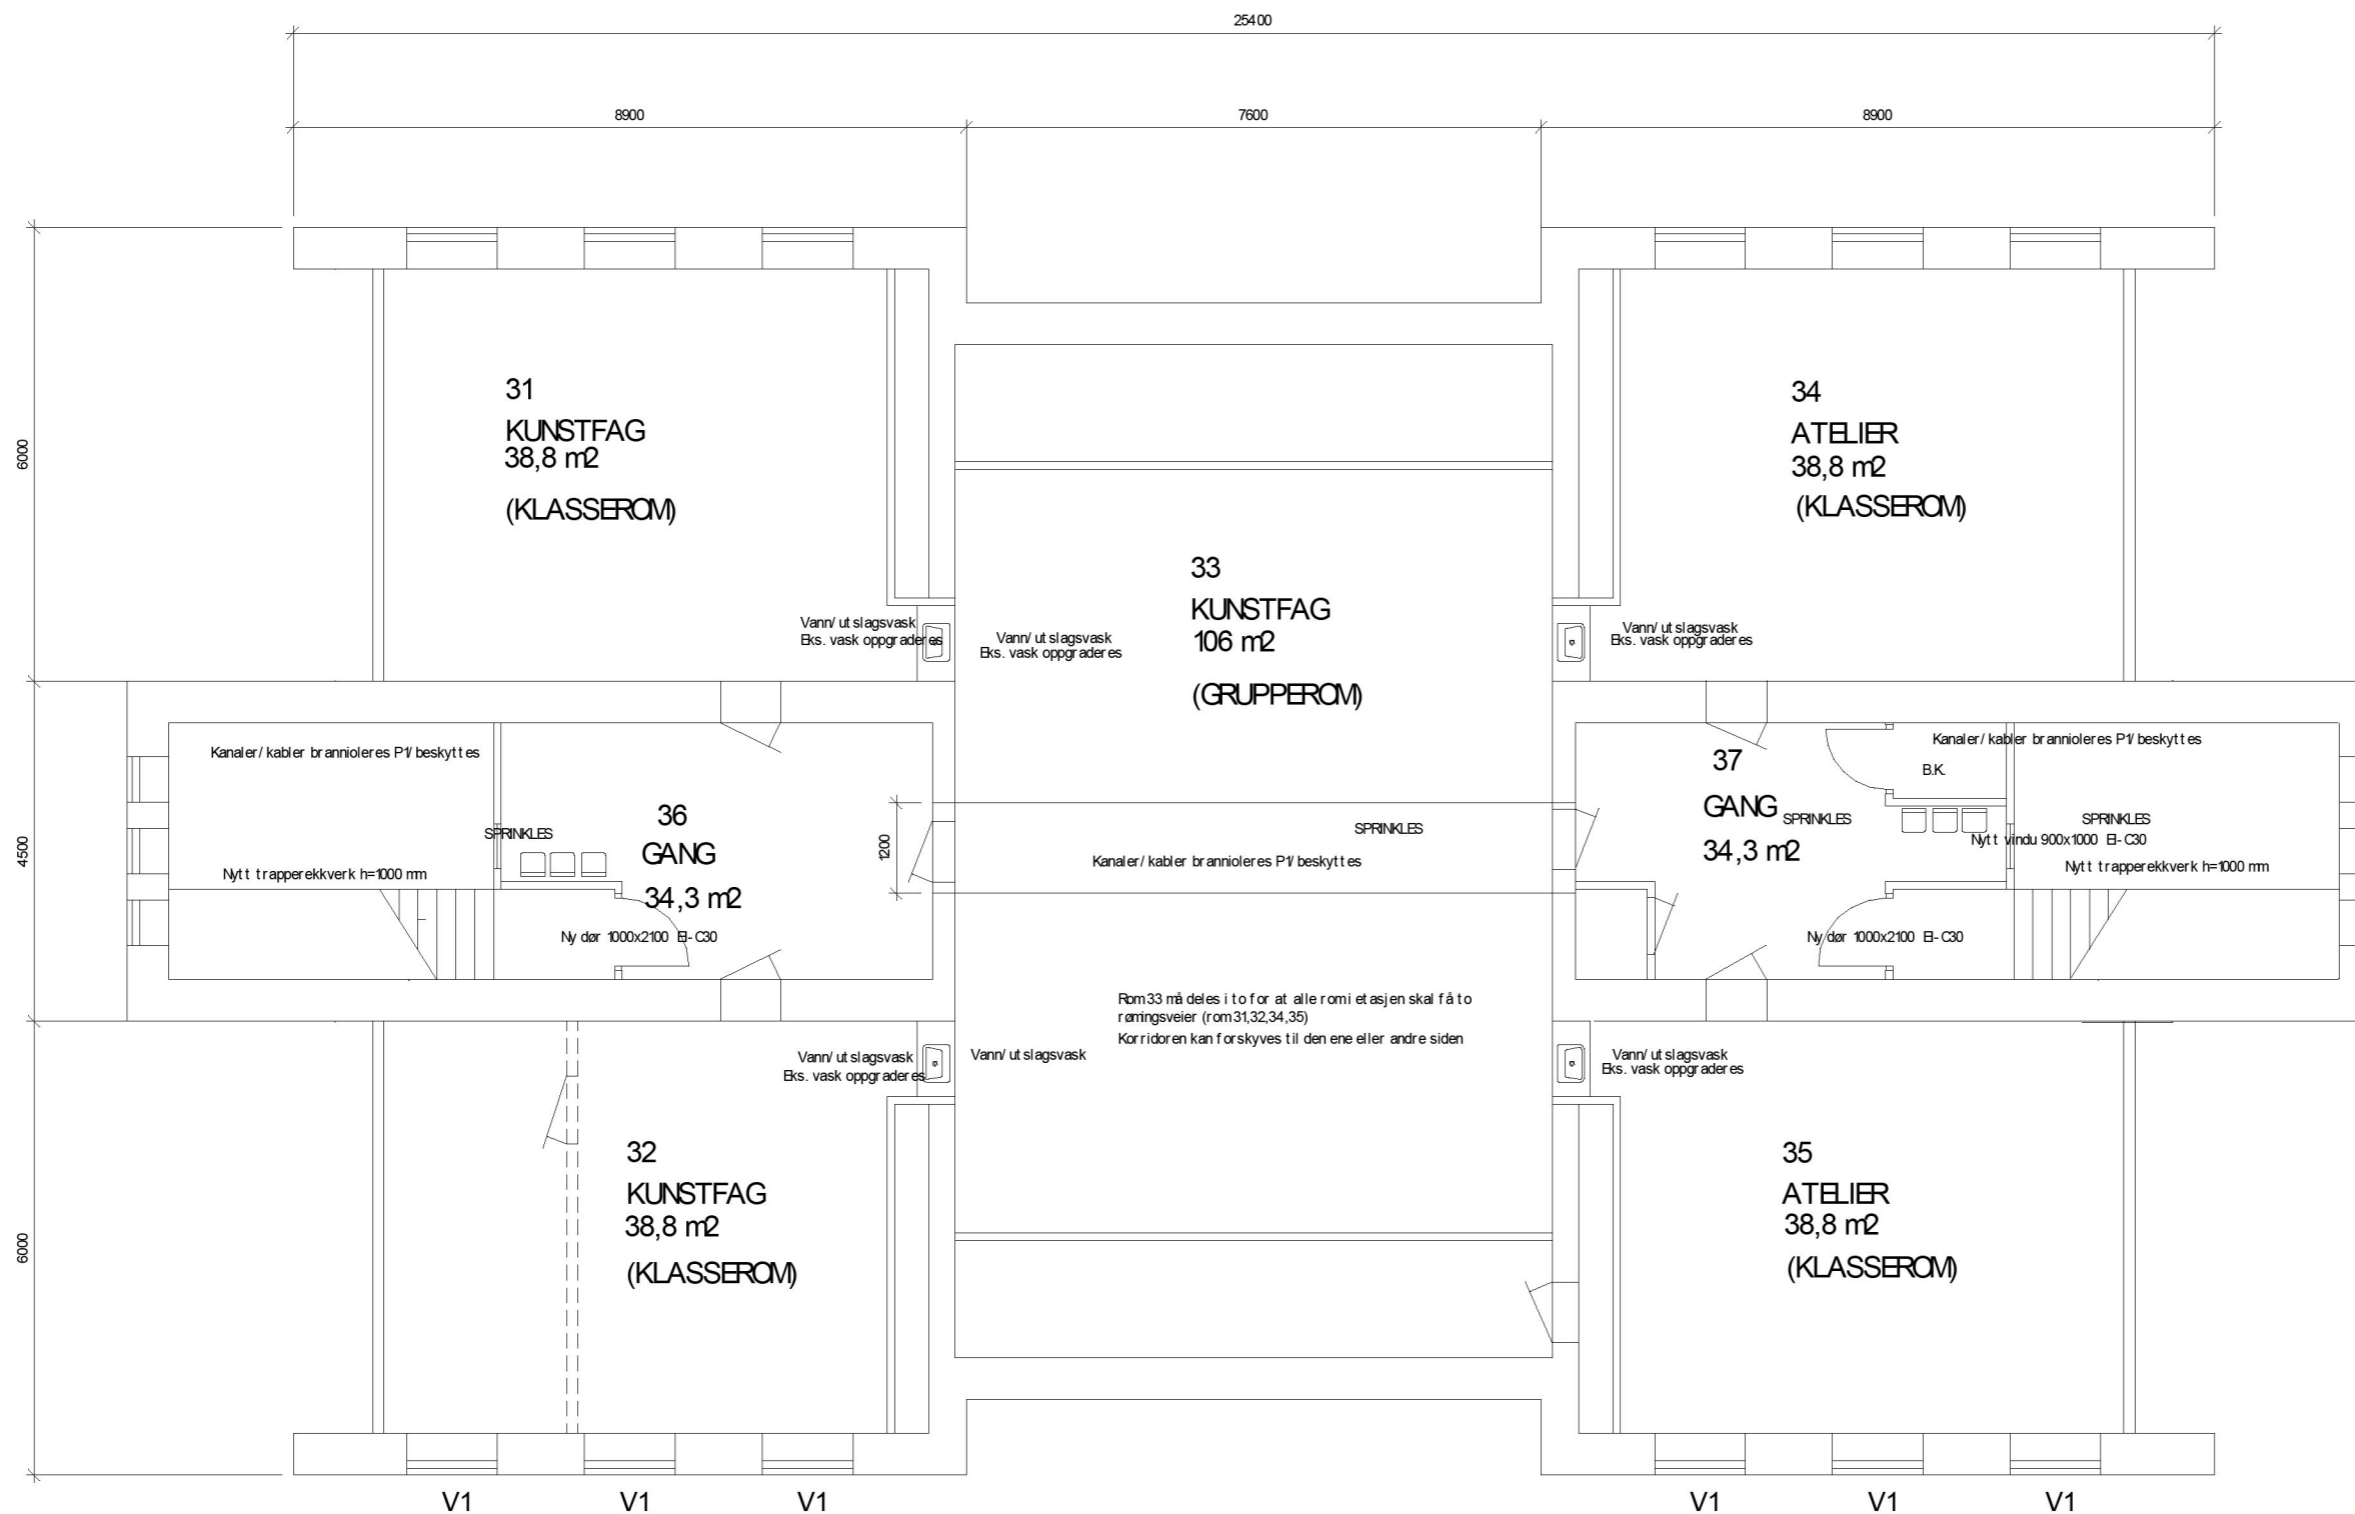 25400
8900
7600
8900
6000
4500
6000
31
KUNSTFAG
38,8 m2
(KLASSEROM)
34
ATELIER
38,8 m2
(KLASSEROM)
33
KUNSTFAG
106 m2
(GRUPPEROM)
Vann/utslagsvask
Eks. vask oppgraderes
Vann/utslagsvask
Eks. vask oppgraderes
Vann/utslagsvask
Eks. vask oppgraderes
Kanaler/kabler brannioleres P1/beskyttes
SPRINKLES
Nytt trapperekkverk h=1000 mm
36
GANG
34,3 m2
Ny dør 1000x2100 EI-C30
1200
SPRINKLES
Kanaler/kabler brannioleres P1/beskyttes
37
GANG
34,3 m2
SPRINKLES
Kanaler/kabler brannioleres P1/beskyttes
B.K.
SPRINKLES
Nytt vindu 900x1000 EI-C30
Nytt trapperekkverk h=1000 mm
Ny dør 1000x2100 EI-C30
Rom 33 må deles i to for at alle rom i etasjen skal få to
rømingsveier (rom 31,32,34,35)
Korridoren kan forskyves til den ene eller andre siden
Vann/utslagsvask
Eks. vask oppgraderes
Vann/utslagsvask
Vann/utslagsvask
Eks. vask oppgraderes
32
KUNSTFAG
38,8 m2
(KLASSEROM)
35
ATELIER
38,8 m2
(KLASSEROM)
V1
V1
V1
V1
V1
V1